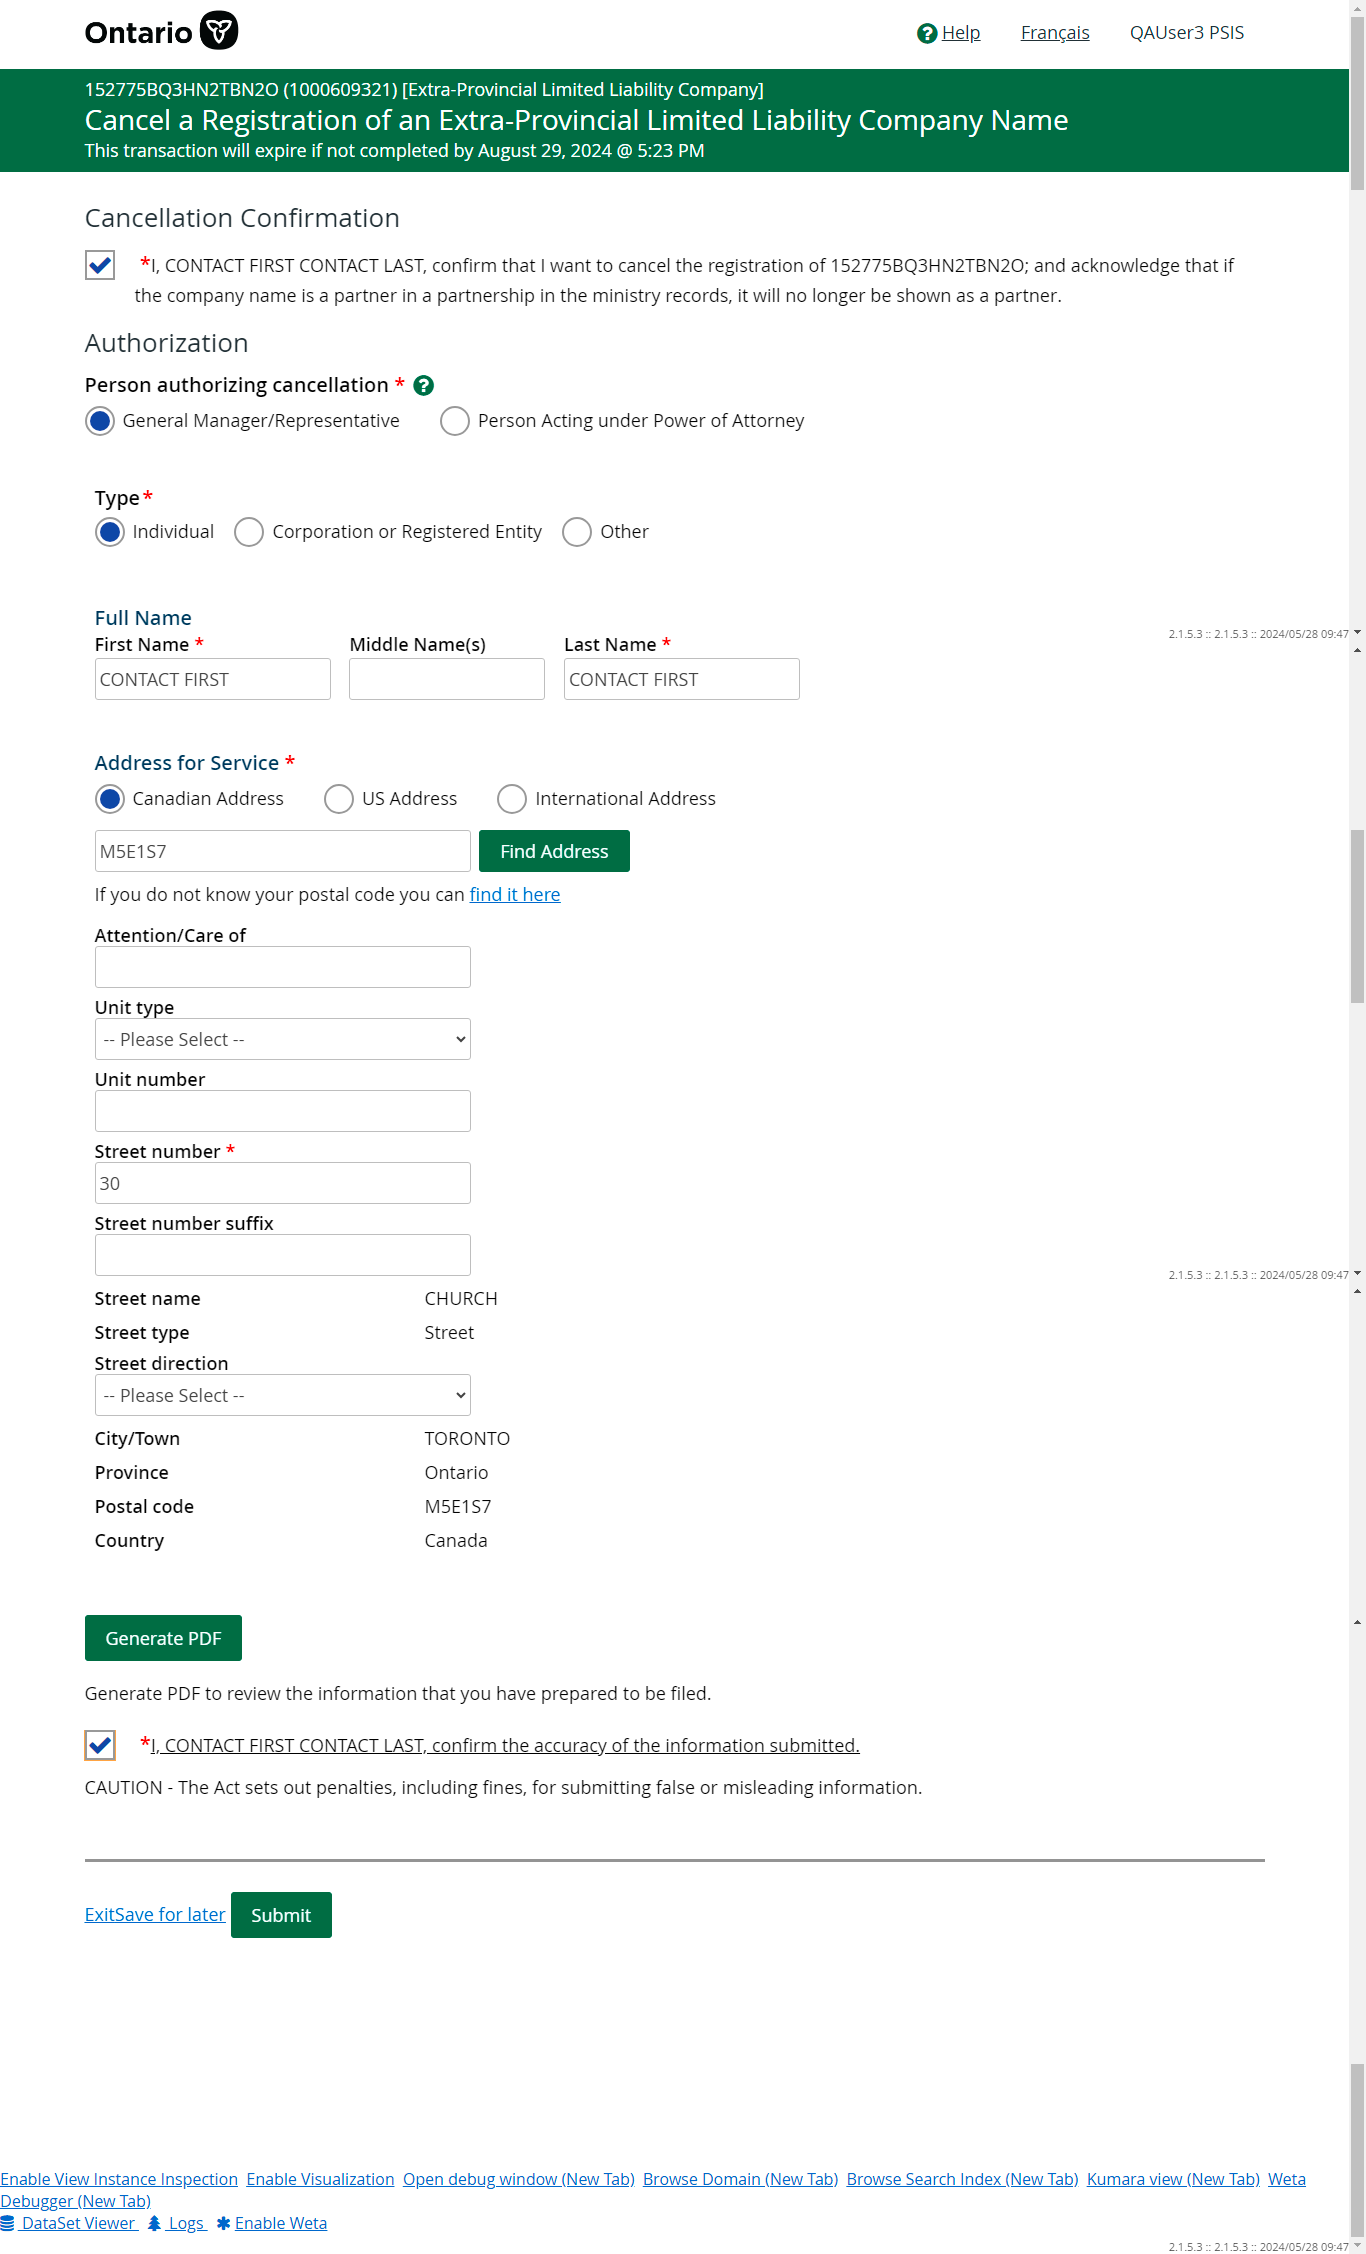 Ontario
Help Français QAUser3 PSIS
152775BQ3HN2TBN2O (1000609321) [Extra-Provincial Limited Liability Company]
Cancel a Registration of an Extra-Provincial Limited Liability Company Name
This transaction will expire if not completed by August 29, 2024 @ 5:23 PM
Cancellation Confirmation
*I, CONTACT FIRST CONTACT LAST, confirm that I want to cancel the registration of 152775BQ3HN2TBN2O; and acknowledge that if
the company name is a partner in a partnership in the ministry records, it will no longer be shown as a partner.
Authorization
Person authorizing cancellation * ?
General Manager/Representative Person Acting under Power of Attorney
Type*
Individual Corporation or Registered Entity Other
Full Name
2.1.5.3 :: 2.1.5.3 :: 2024/05/28 09:47
First Name * Middle Name(s) Last Name *
CONTACT FIRST CONTACT FIRST
Address for Service *
Canadian Address US Address International Address
M5E1S7 Find Address
If you do not know your postal code you can find it here
Attention/Care of
Unit type
-- Please Select --
Unit number
Street number *
30
Street number suffix
2.1.5.3 :: 2.1.5.3 :: 2024/05/28 09:47
Street name CHURCH
Street type Street
Street direction
-- Please Select --
City/Town TORONTO
Province Ontario
Postal code M5E1S7
Country Canada
Generate PDF
Generate PDF to review the information that you have prepared to be filed.
*I, CONTACT FIRST CONTACT LAST, confirm the accuracy of the information submitted.
CAUTION - The Act sets out penalties, including fines, for submitting false or misleading information.
ExitSave for later Submit
Enable View Instance Inspection Enable Visualization Open debug window (New Tab) Browse Domain (New Tab) Browse Search Index (New Tab) Kumara view (New Tab) Weta
Debugger (New Tab)
DataSet Viewer Logs Enable Weta
2.1.5.3 :: 2.1.5.3 :: 2024/05/28 09:47